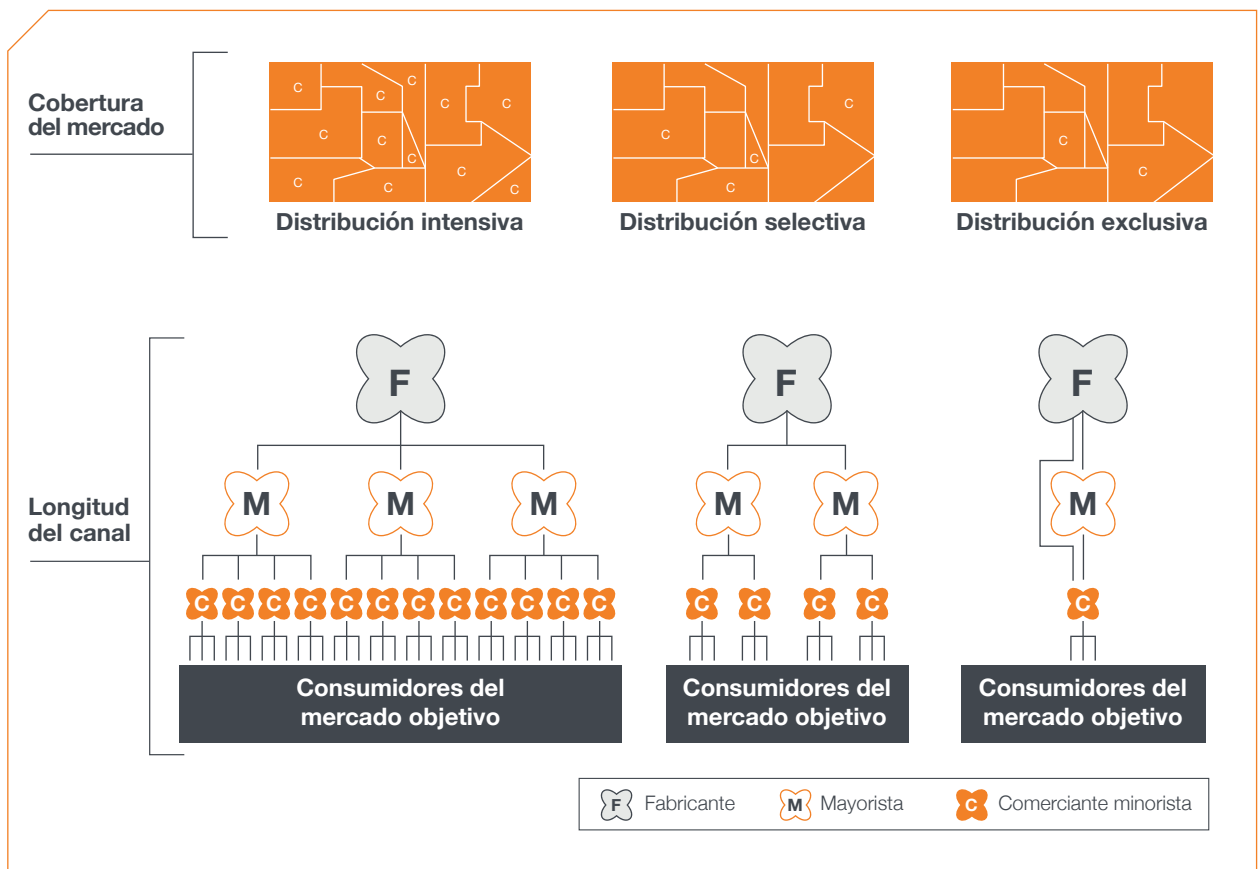 Cobertura
del mercado
C
C
C
C
C
C
C
C
C
C
C
C
Distribución intensiva
C
C
C
C
Distribución selectiva
C
Distribución exclusiva
Longitud
del canal
F
M M M
C C C C C C C C C C C C
Consumidores del
mercado objetivo
F
M M
C C C C
Consumidores del
mercado objetivo
F
M
C
Consumidores del
mercado objetivo
F Fabricante
M Mayorista
C Comerciante minorista